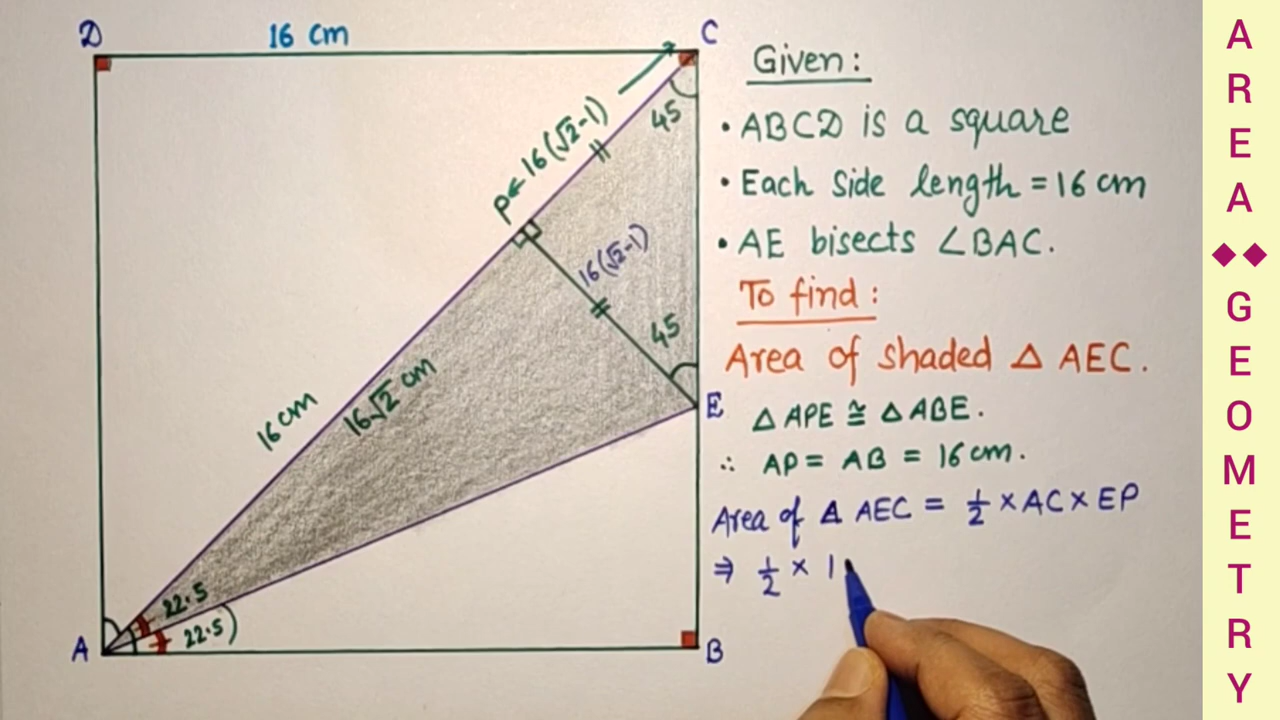 D
16 cm
C
P← 16(√2-1)
45
16(√2-1)
45
16 cm
16√2 cm
E
22.5
22.5
A
B
Given:
• ABCD is a square
• Each Side length = 16 cm
• AE bisects ∠BAC.
To find:
Area of shaded △ AEC.
△ APE ≅ △ ABE.
∴ AP = AB = 16 cm.
Area of △ AEC = 1/2 × AC × EP
⇒ 1/2 × 1
AREA ◆◆ GEOMETRY